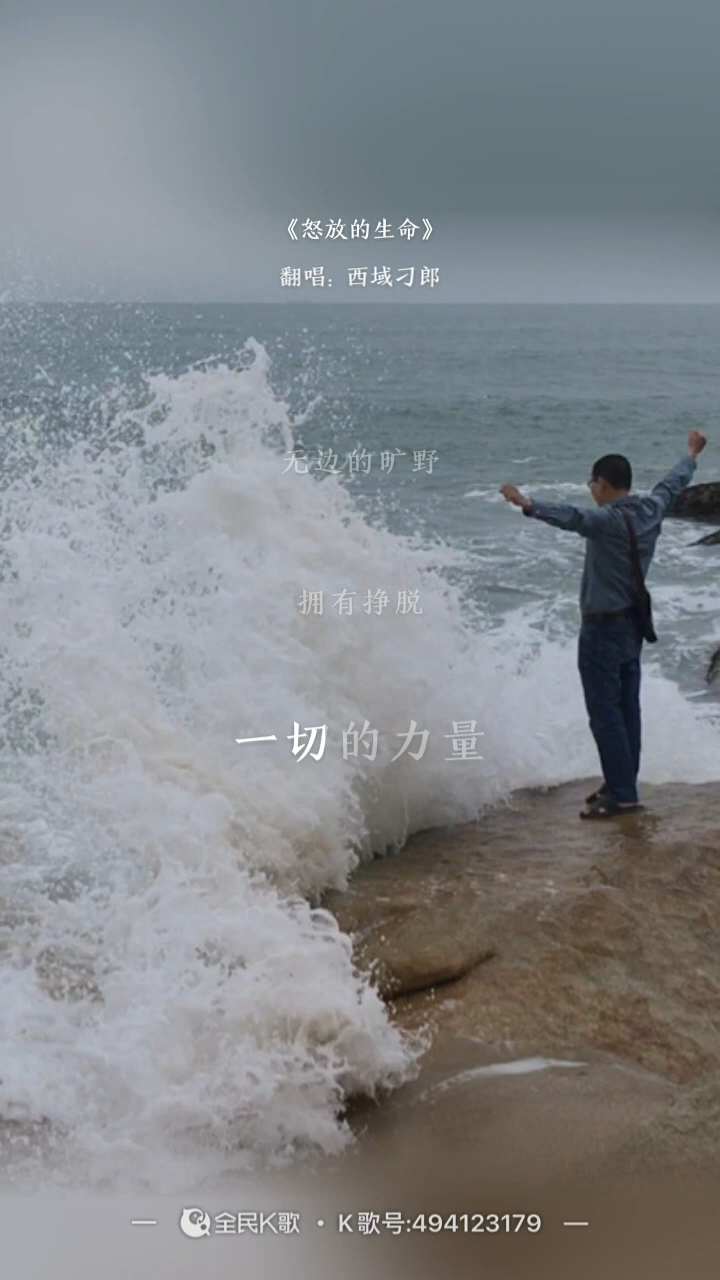 《怒放的生命》
翻唱：西域刁郎
无边的旷野
拥有挣脱
一切的力量
— 全民K歌 · K歌号:494123179 —